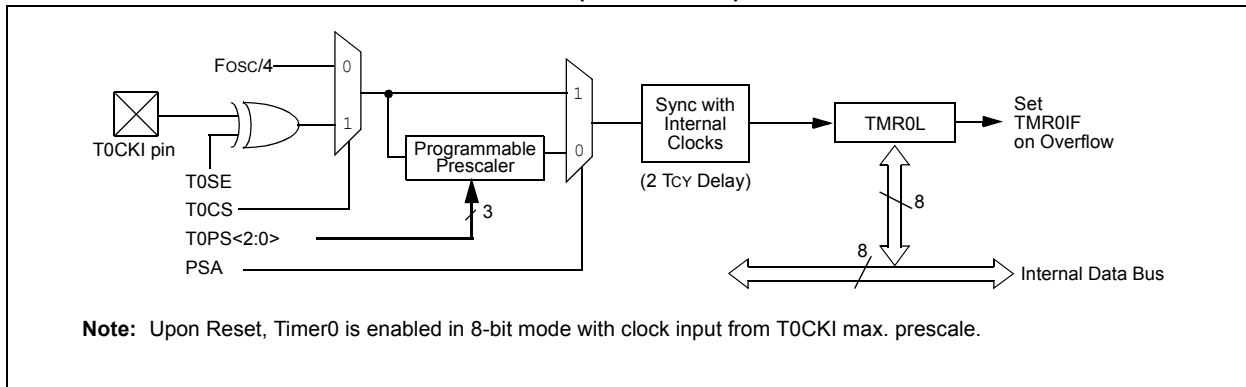 FOSC/4
0
1
T0CKI pin
T0SE
T0CS
T0PS<2:0>
PSA
Programmable
Prescaler
3
1
0
Sync with
Internal
Clocks
(2 TCY Delay)
TMR0L
Set
TMR0IF
on Overflow
8
8
Internal Data Bus
Note: Upon Reset, Timer0 is enabled in 8-bit mode with clock input from T0CKI max. prescale.